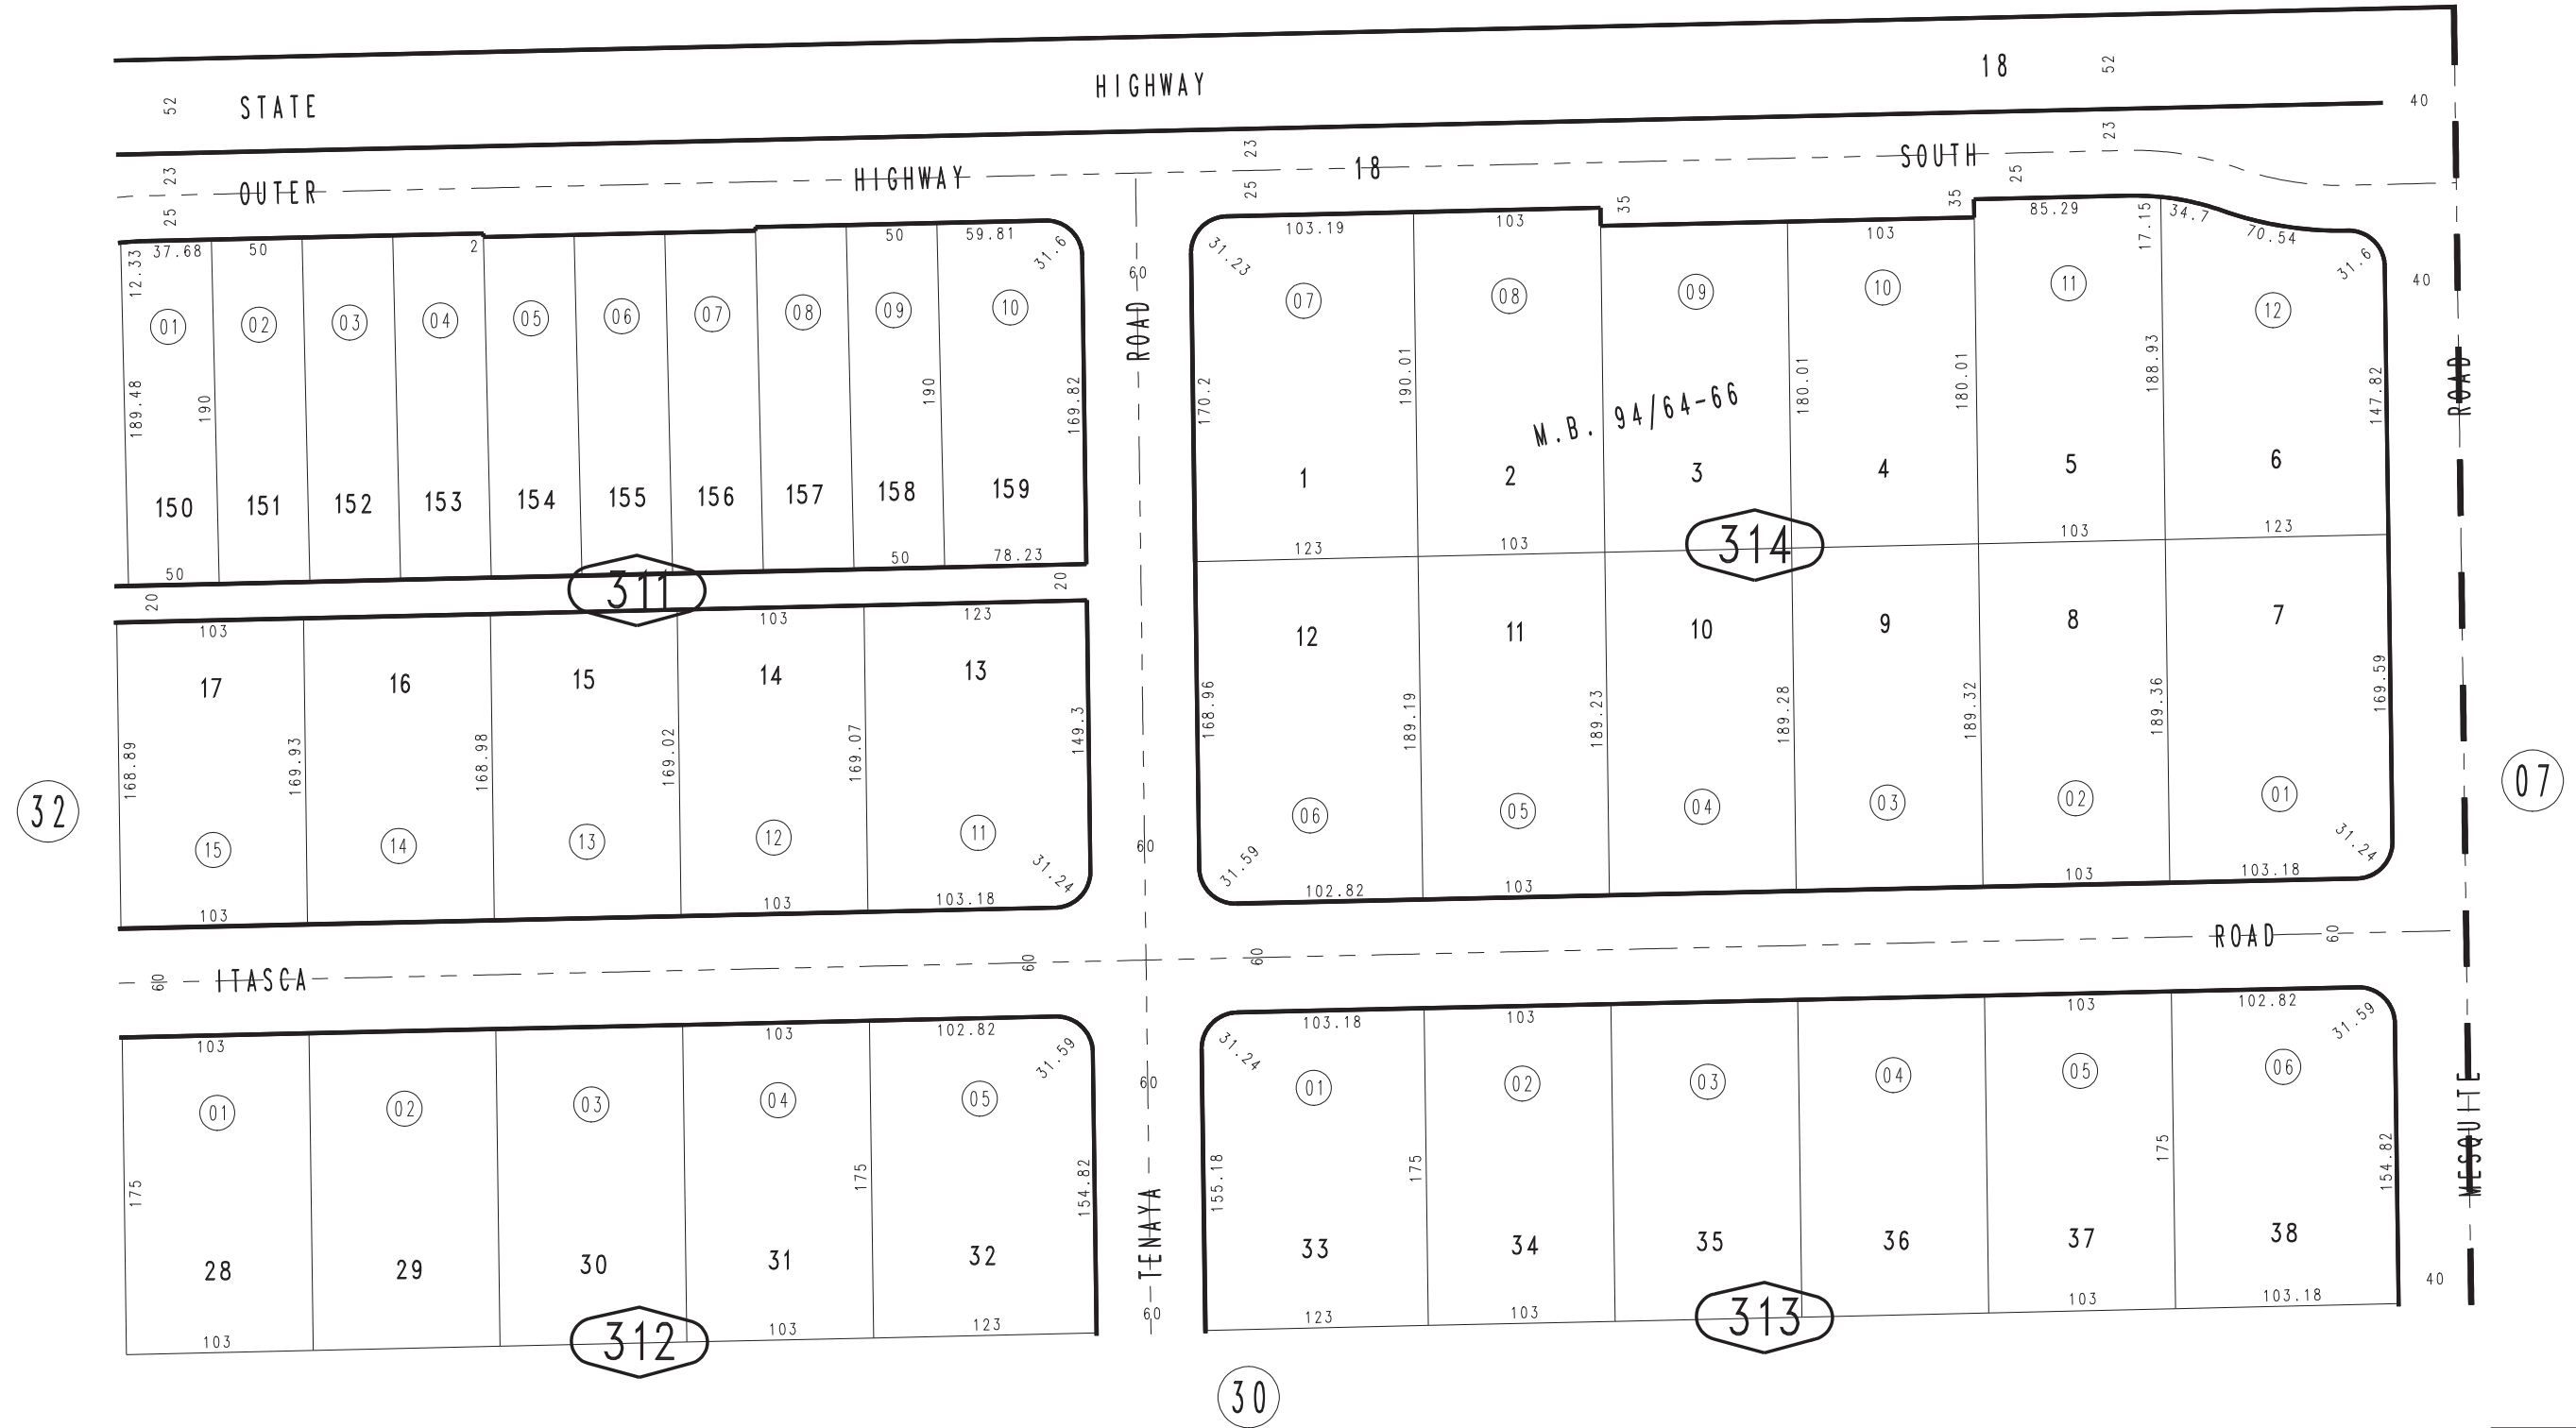 52 STATE HIGHWAY 18 52
40
23 OUTER HIGHWAY 23 18 SOUTH 23
25 25 25
12.33 37.68 50 2 50 59.81 31.6
31.23 103.19 103 35 103 35 85.29 17.15 34.7 70.54 31.6
60 40
01 02 03 04 05 06 07 08 09 10
07 08 09 10 11 12
189.48 190 190 169.82 ROAD
170.2 190.01 180.01 180.01 188.93 147.82 ROAD
M.B. 94/64-66
150 151 152 153 154 155 156 157 158 159
1 2 3 4 5 6
50 50 78.23
123 103 103 123
20 311 20
314
103 103 123
17 16 15 14 13
12 11 10 9 8 7
168.89 169.93 168.98 169.02 169.07 149.3
168.96 189.19 189.23 189.28 189.32 189.36 169.59
32
07
15 14 13 12 11
06 05 04 03 02 01
60
103 103 103.18 31.24
31.59 102.82 103 103 103.18 31.24
60 ITASCA 60 60 ROAD 60
103 103 102.82 31.59
31.24 103.18 103 103 102.82 31.59
01 02 03 04 05
01 02 03 04 05 06
60
175 175 154.82
155.18 175 175 154.82
TENAYA
MESQUITE
28 29 30 31 32
33 34 35 36 37 38
40
103 103 123
60
123 103 103 103.18
312
313
30